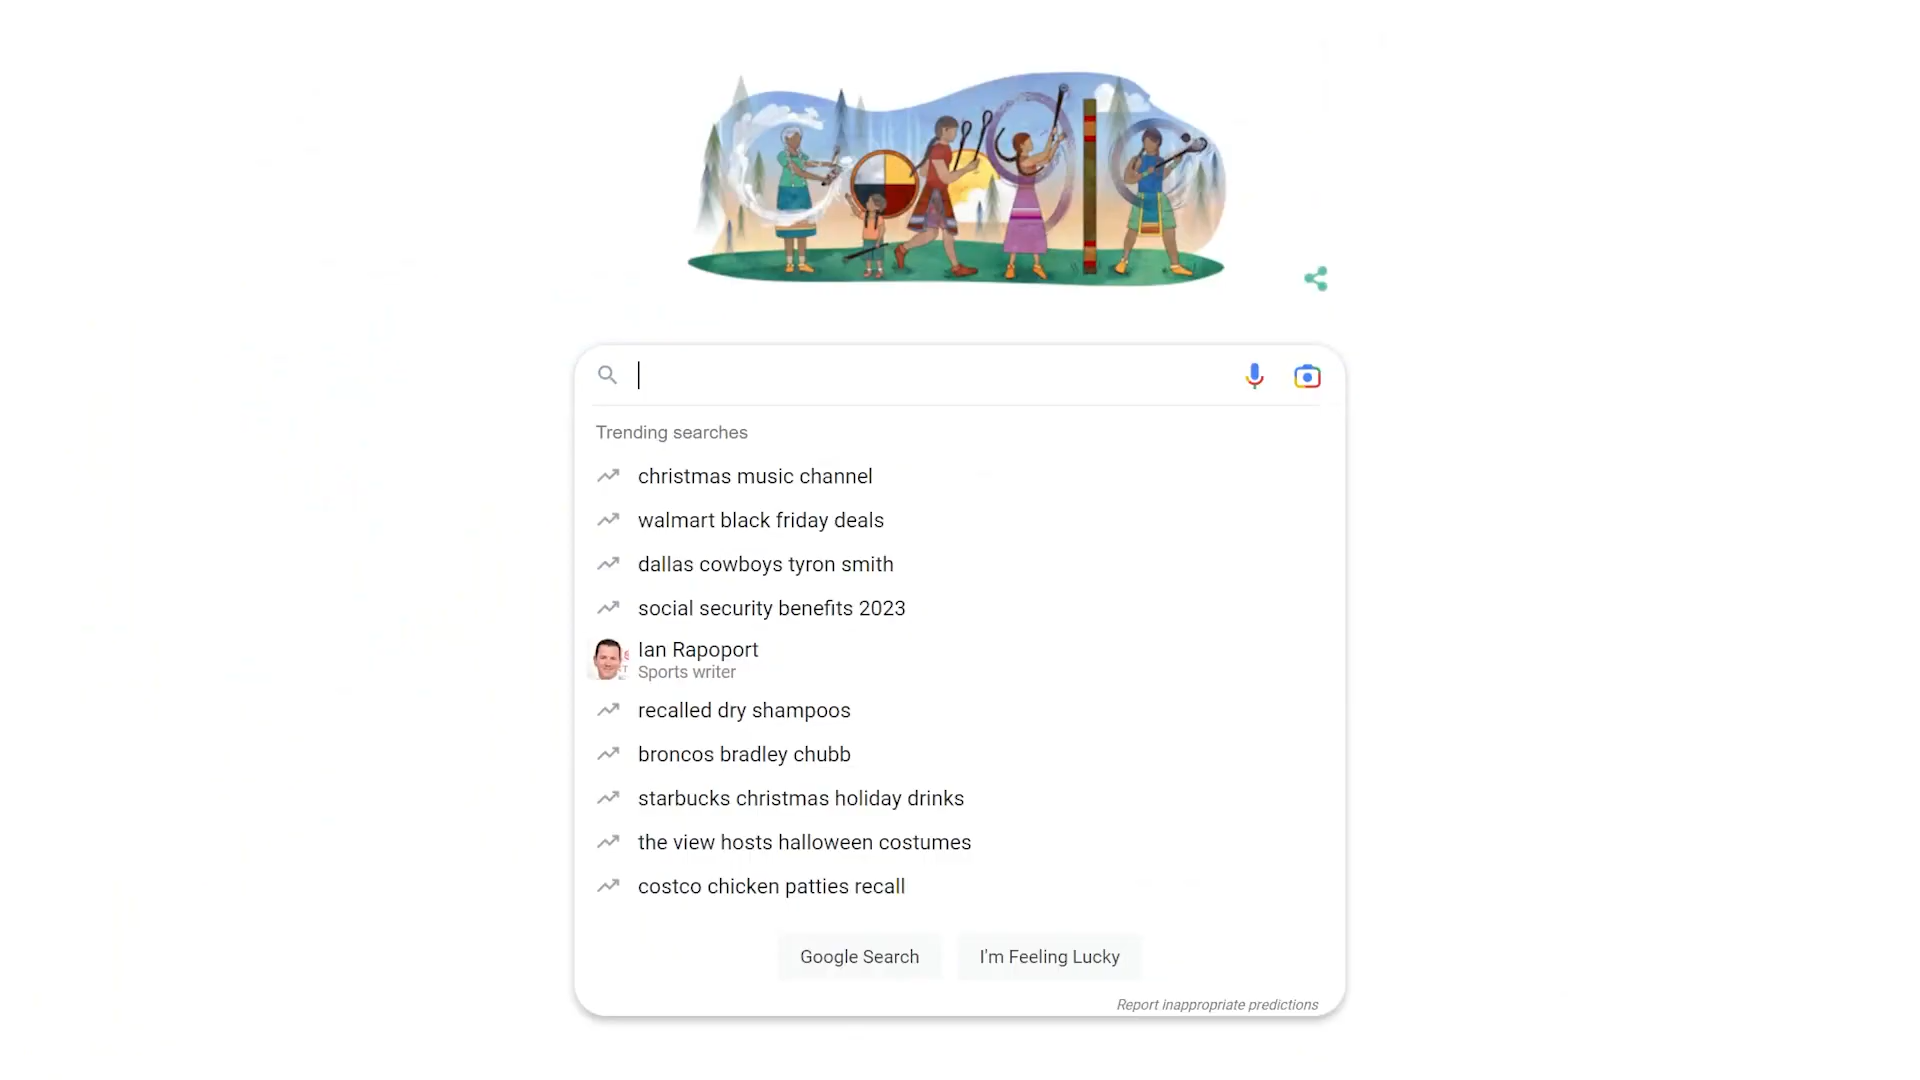 Trending searches
christmas music channel
walmart black friday deals
dallas cowboys tyron smith
social security benefits 2023
Ian Rapoport
Sports writer
recalled dry shampoos
broncos bradley chubb
starbucks christmas holiday drinks
the view hosts halloween costumes
costco chicken patties recall
Google Search
I'm Feeling Lucky
Report inappropriate predictions